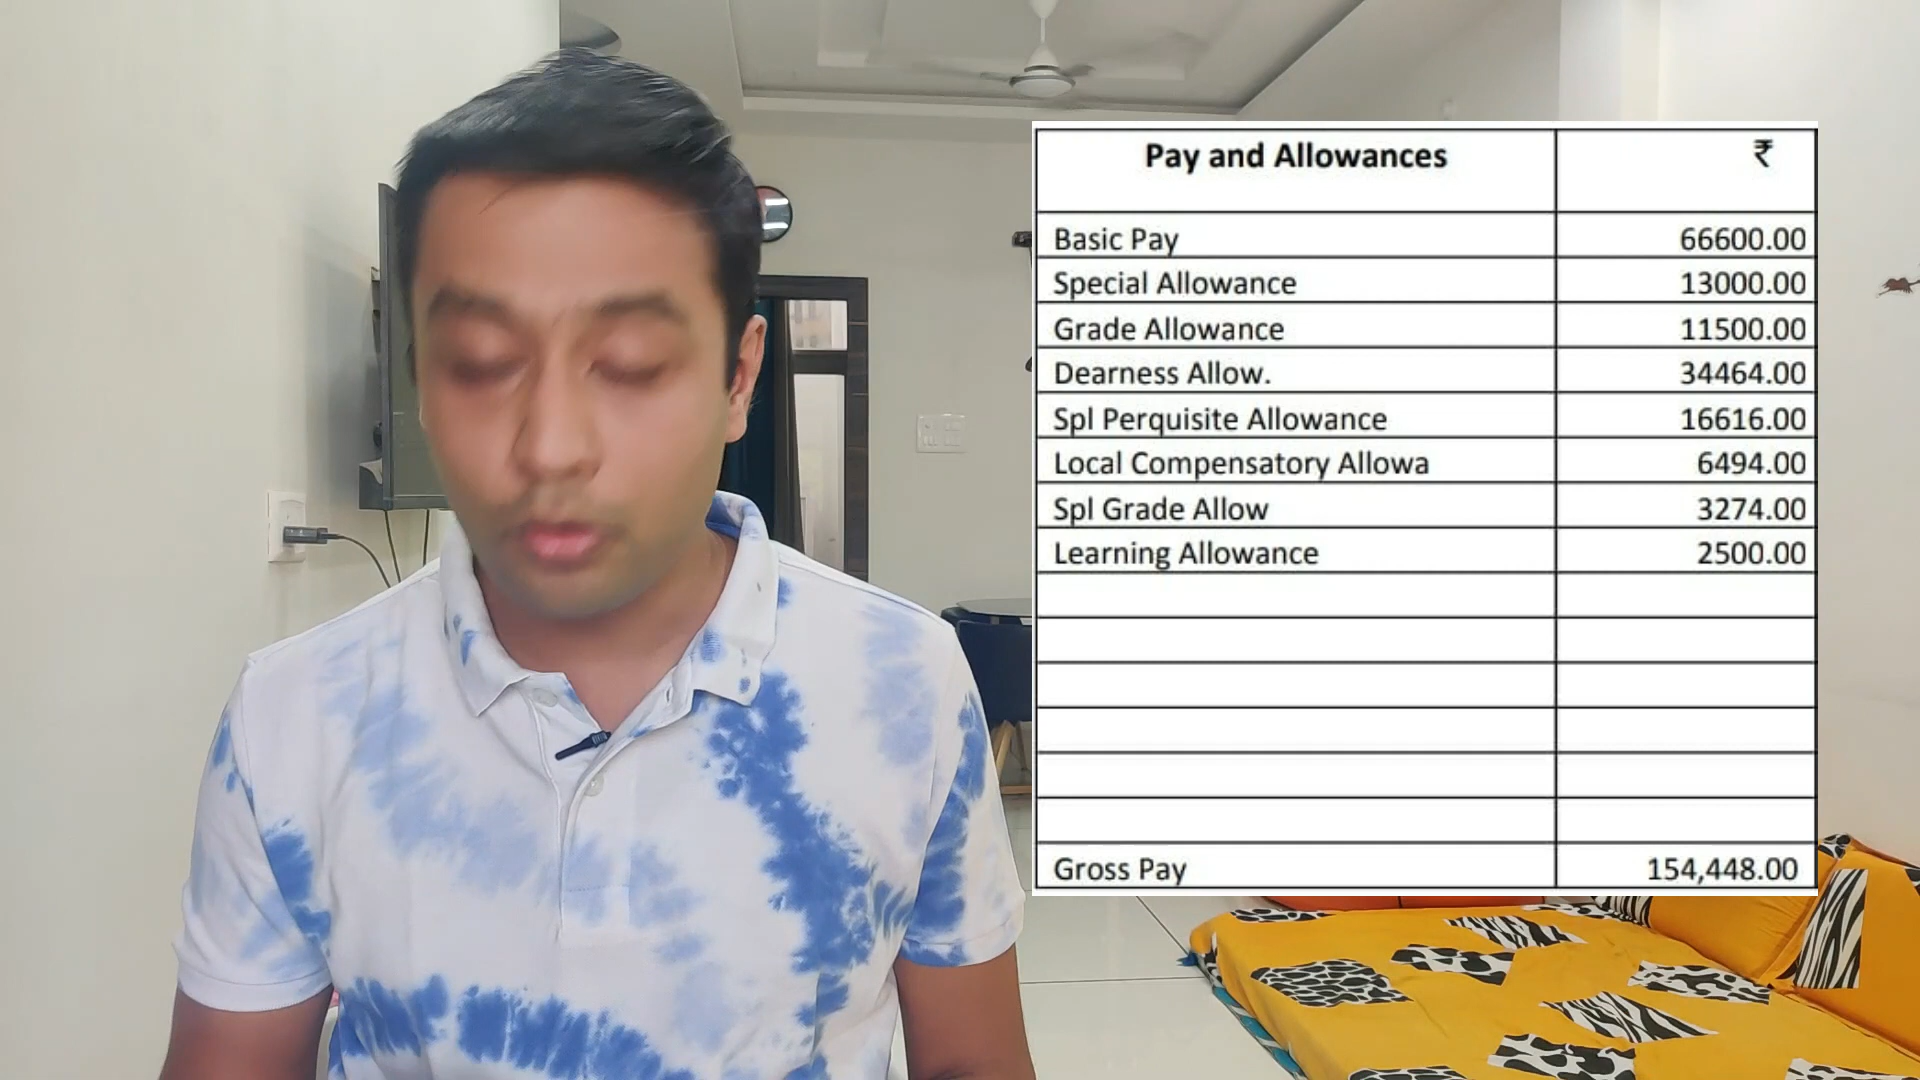 Pay and Allowances ₹
Basic Pay 66600.00
Special Allowance 13000.00
Grade Allowance 11500.00
Dearness Allow. 34464.00
Spl Perquisite Allowance 16616.00
Local Compensatory Allowa 6494.00
Spl Grade Allow 3274.00
Learning Allowance 2500.00
Gross Pay 154,448.00